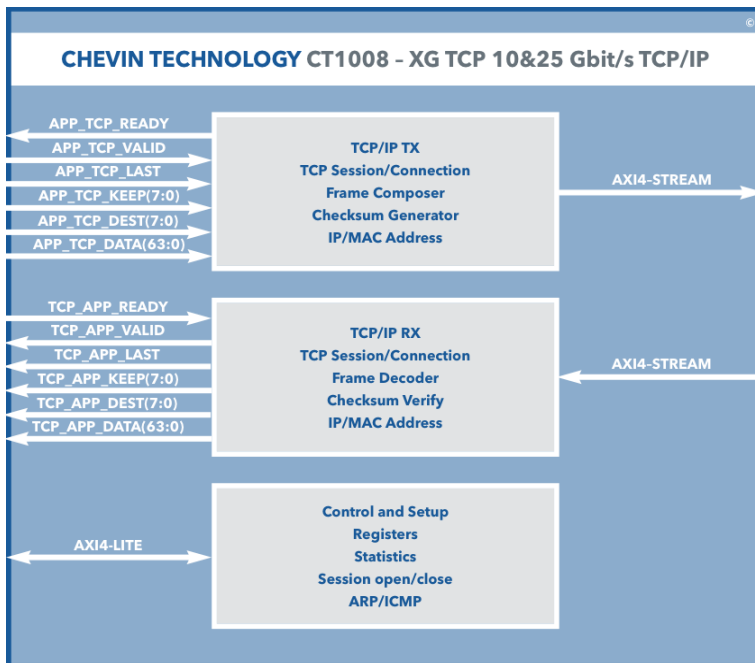 ©
CHEVIN TECHNOLOGY CT1008 - XG TCP 10&25 Gbit/s TCP/IP
APP_TCP_READY
APP_TCP_VALID
APP_TCP_LAST
APP_TCP_KEEP(7:0)
APP_TCP_DEST(7:0)
APP_TCP_DATA(63:0)
TCP/IP TX
TCP Session/Connection
Frame Composer
Checksum Generator
IP/MAC Address
AXI4-STREAM
TCP_APP_READY
TCP_APP_VALID
TCP_APP_LAST
TCP_APP_KEEP(7:0)
TCP_APP_DEST(7:0)
TCP_APP_DATA(63:0)
TCP/IP RX
TCP Session/Connection
Frame Decoder
Checksum Verify
IP/MAC Address
AXI4-STREAM
AXI4-LITE
Control and Setup
Registers
Statistics
Session open/close
ARP/ICMP